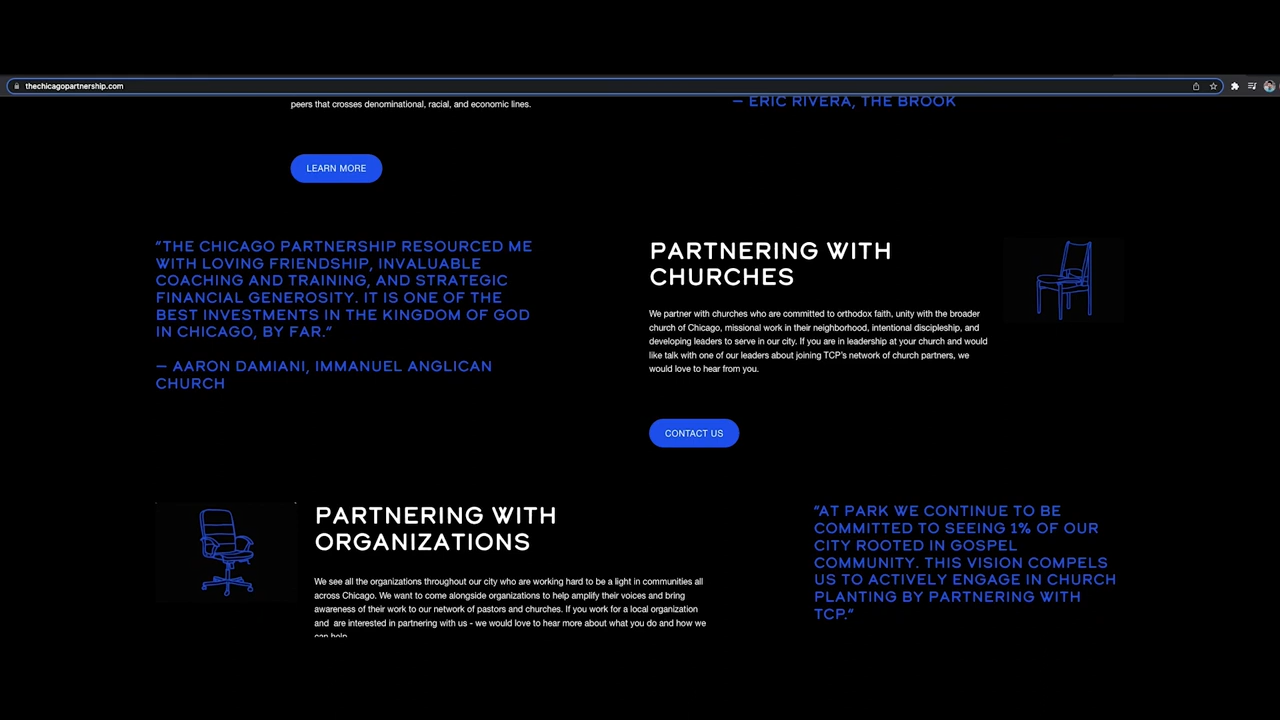 thechicagopartnership.com
peers that crosses denominational, racial, and economic lines.
— ERIC RIVERA, THE BROOK
LEARN MORE
“THE CHICAGO PARTNERSHIP RESOURCED ME
WITH LOVING FRIENDSHIP, INVALUABLE
COACHING AND TRAINING, AND STRATEGIC
FINANCIAL GENEROSITY. IT IS ONE OF THE
BEST INVESTMENTS IN THE KINGDOM OF GOD
IN CHICAGO, BY FAR.”
— AARON DAMIANI, IMMANUEL ANGLICAN
CHURCH
PARTNERING WITH
CHURCHES
We partner with churches who are committed to orthodox faith, unity with the broader
church of Chicago, missional work in their neighborhood, intentional discipleship, and
developing leaders to serve in our city. If you are in leadership at your church and would
like talk with one of our leaders about joining TCP's network of church partners, we
would love to hear from you.
CONTACT US
PARTNERING WITH
ORGANIZATIONS
We see all the organizations throughout our city who are working hard to be a light in communities all
across Chicago. We want to come alongside organizations to help amplify their voices and bring
awareness of their work to our network of pastors and churches. If you work for a local organization
and are interested in partnering with us - we would love to hear more about what you do and how we
can help.
“AT PARK WE CONTINUE TO BE
COMMITTED TO SEEING 1% OF OUR
CITY ROOTED IN GOSPEL
COMMUNITY. THIS VISION COMPELS
US TO ACTIVELY ENGAGE IN CHURCH
PLANTING BY PARTNERING WITH
TCP.”